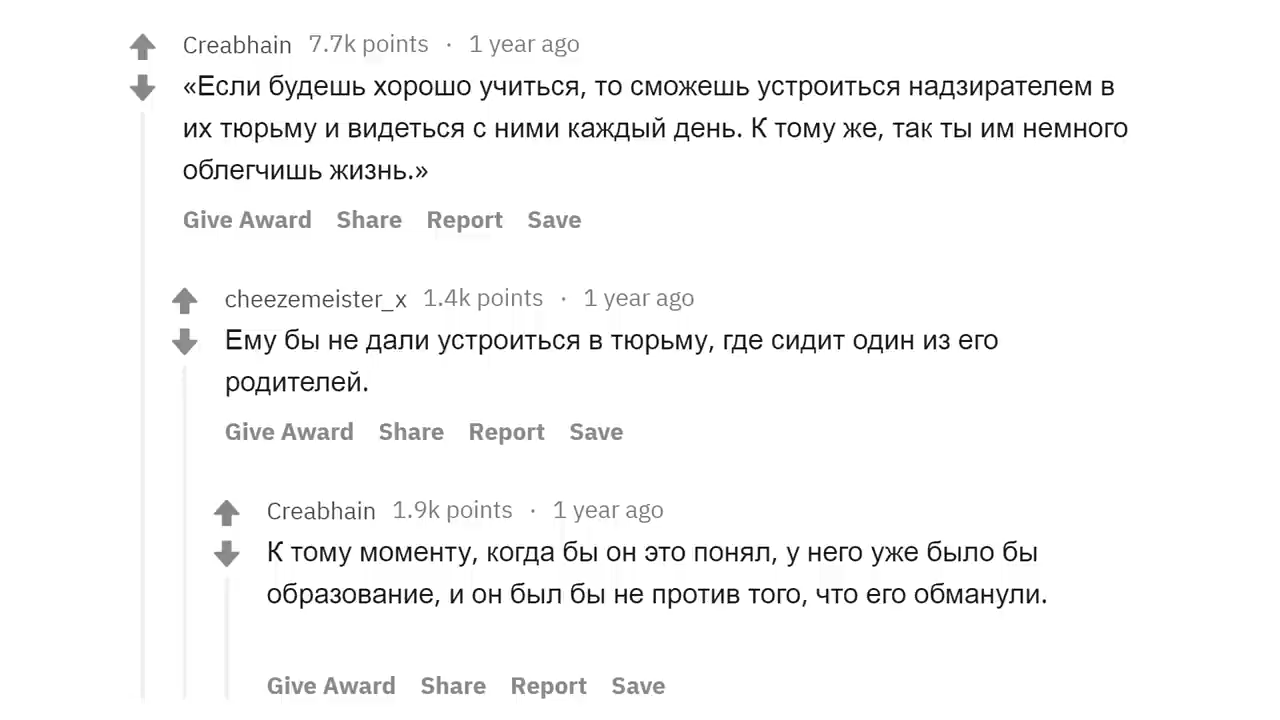 Creabhain 7.7k points · 1 year ago
«Если будешь хорошо учиться, то сможешь устроиться надзирателем в
их тюрьму и видеться с ними каждый день. К тому же, так ты им немного
облегчишь жизнь.»
Give Award Share Report Save
cheezemeister_x 1.4k points · 1 year ago
Ему бы не дали устроиться в тюрьму, где сидит один из его
родителей.
Give Award Share Report Save
Creabhain 1.9k points · 1 year ago
К тому моменту, когда бы он это понял, у него уже было бы
образование, и он был бы не против того, что его обманули.
Give Award Share Report Save